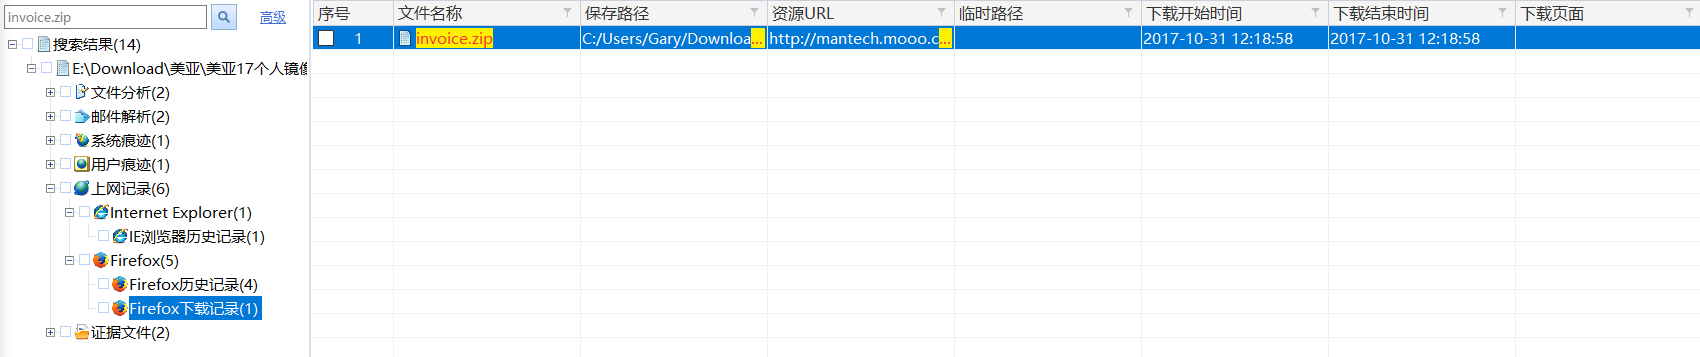 invoice.zip
高级
搜索结果(14)
E:\Download\美亚\美亚17个人镜像
文件分析(2)
邮件解析(2)
系统痕迹(1)
用户痕迹(1)
上网记录(6)
Internet Explorer(1)
IE浏览器历史记录(1)
Firefox(5)
Firefox历史记录(4)
Firefox下载记录(1)
证据文件(2)
序号 文件名称 保存路径 资源URL 临时路径 下载开始时间 下载结束时间 下载页面
1 invoice.zip C:/Users/Gary/Downloa... http://mantech.mooo.c... 2017-10-31 12:18:58 2017-10-31 12:18:58